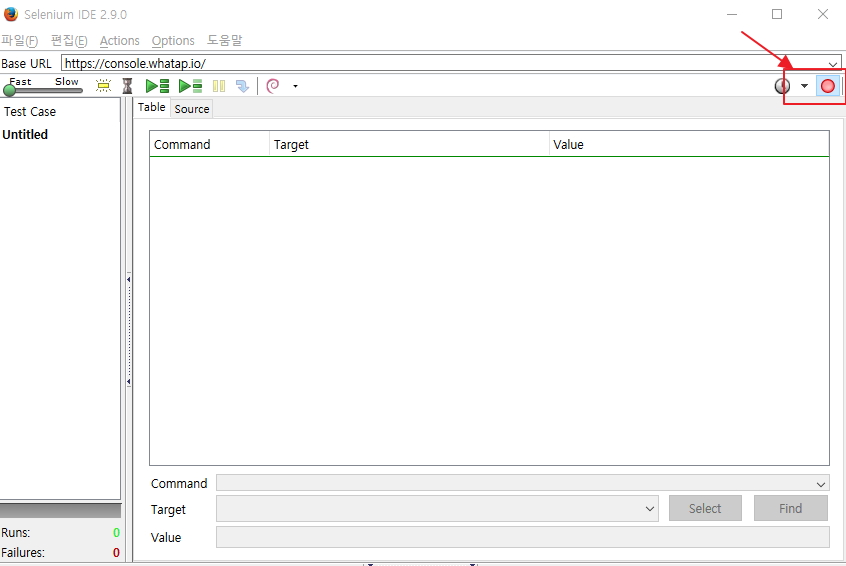 Selenium IDE 2.9.0
파일(F) 편집(E) Actions Options 도움말
Base URL https://console.whatap.io/
Fast Slow
Test Case
Table Source
Untitled
Command Target Value
Command
Target Select Find
Value
Runs: 0
Failures: 0